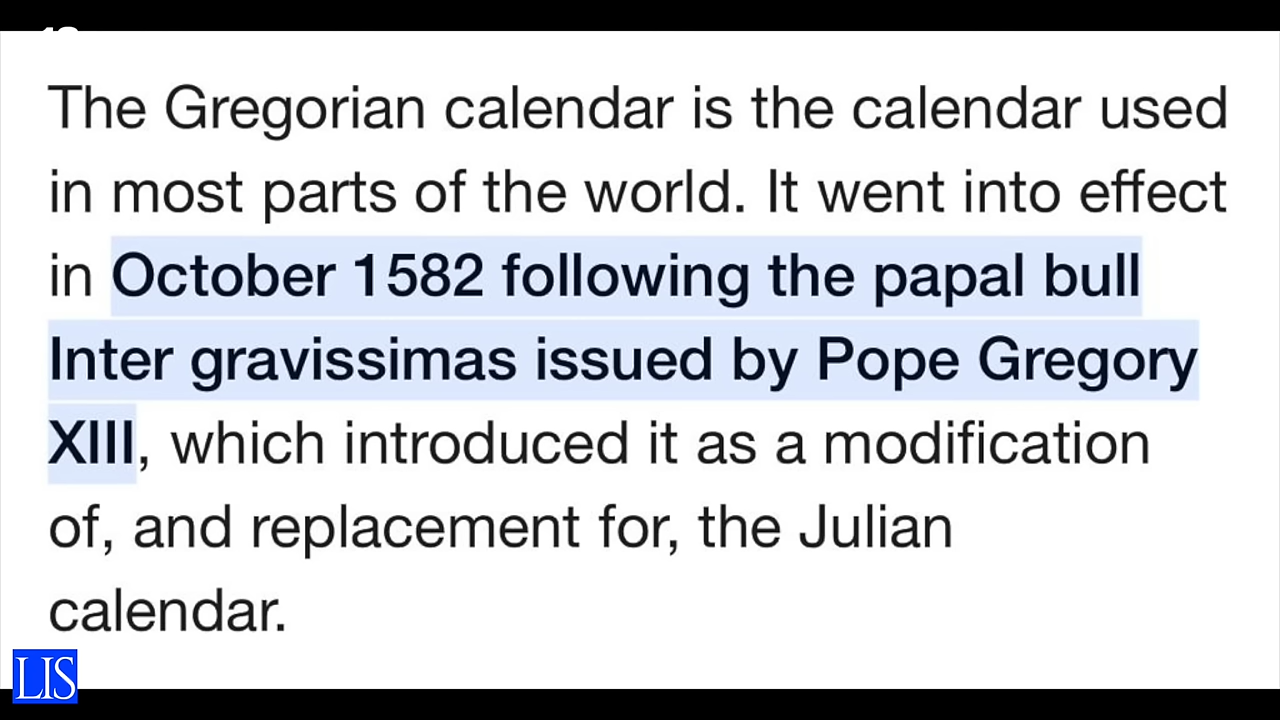 The Gregorian calendar is the calendar used
in most parts of the world. It went into effect
in October 1582 following the papal bull
Inter gravissimas issued by Pope Gregory
XIII, which introduced it as a modification
of, and replacement for, the Julian
calendar.
LIS